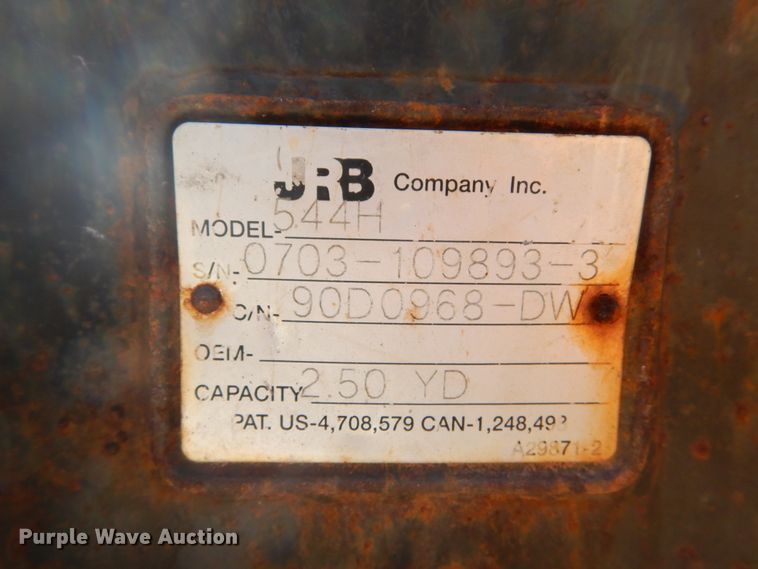 JRB Company Inc.
MODEL- 544H
S/N- 0703-109893-3
C/N- 90D0968-DW
OEM-
CAPACITY 2.50 YD
PAT. US-4,708,579 CAN-1,248,492
A29871-2
Purple Wave Auction